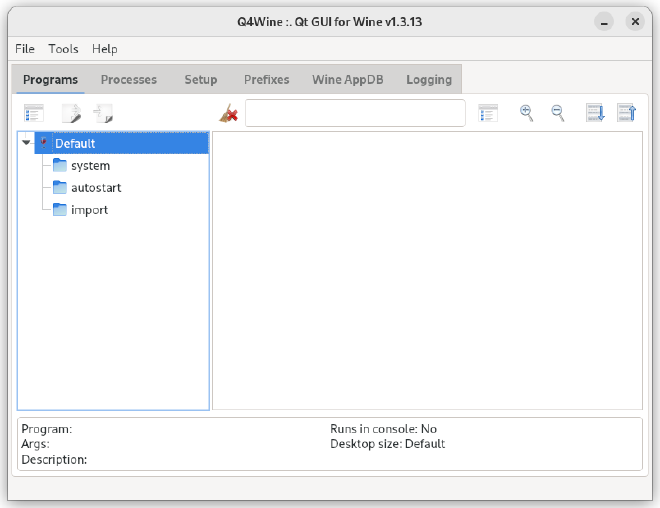 Q4Wine :. Qt GUI for Wine v1.3.13
File Tools Help
Programs Processes Setup Prefixes Wine AppDB Logging
Default
system
autostart
import
Program: Runs in console: No
Args: Desktop size: Default
Description: